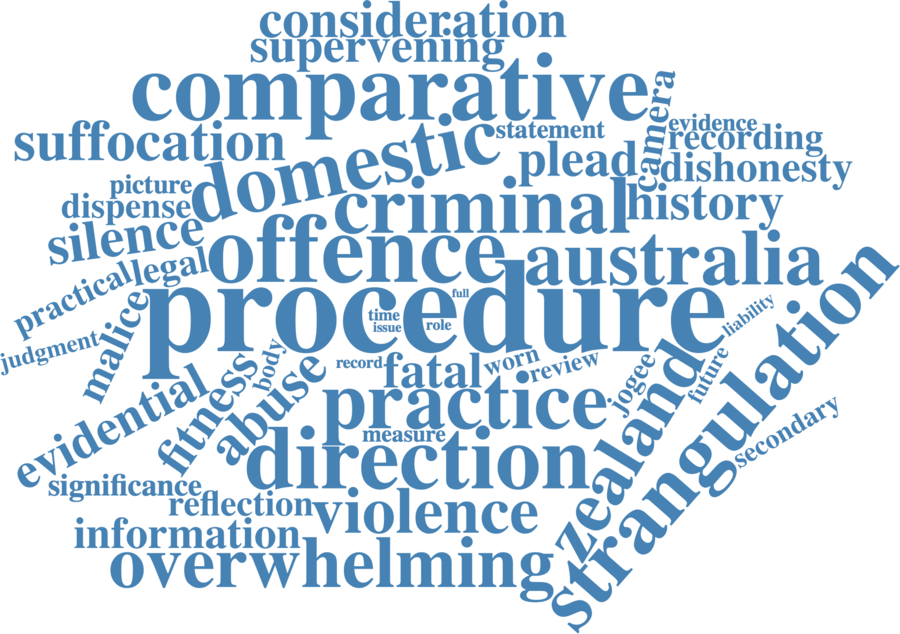 consideration
supervening
comparative
camera
evidence
suffocation
domestic
statement
recording
plead
dishonesty
picture
dispense
criminal
history
silence
offence
australia
practical
legal
procedure
time
full
issue
role
liability
judgment
malice
record
fatal
worn
review
body
jogee
future
zealand
strangulation
evidential
fitness
abuse
practice
measure
secondary
direction
significance
reflection
violence
information
overwhelming